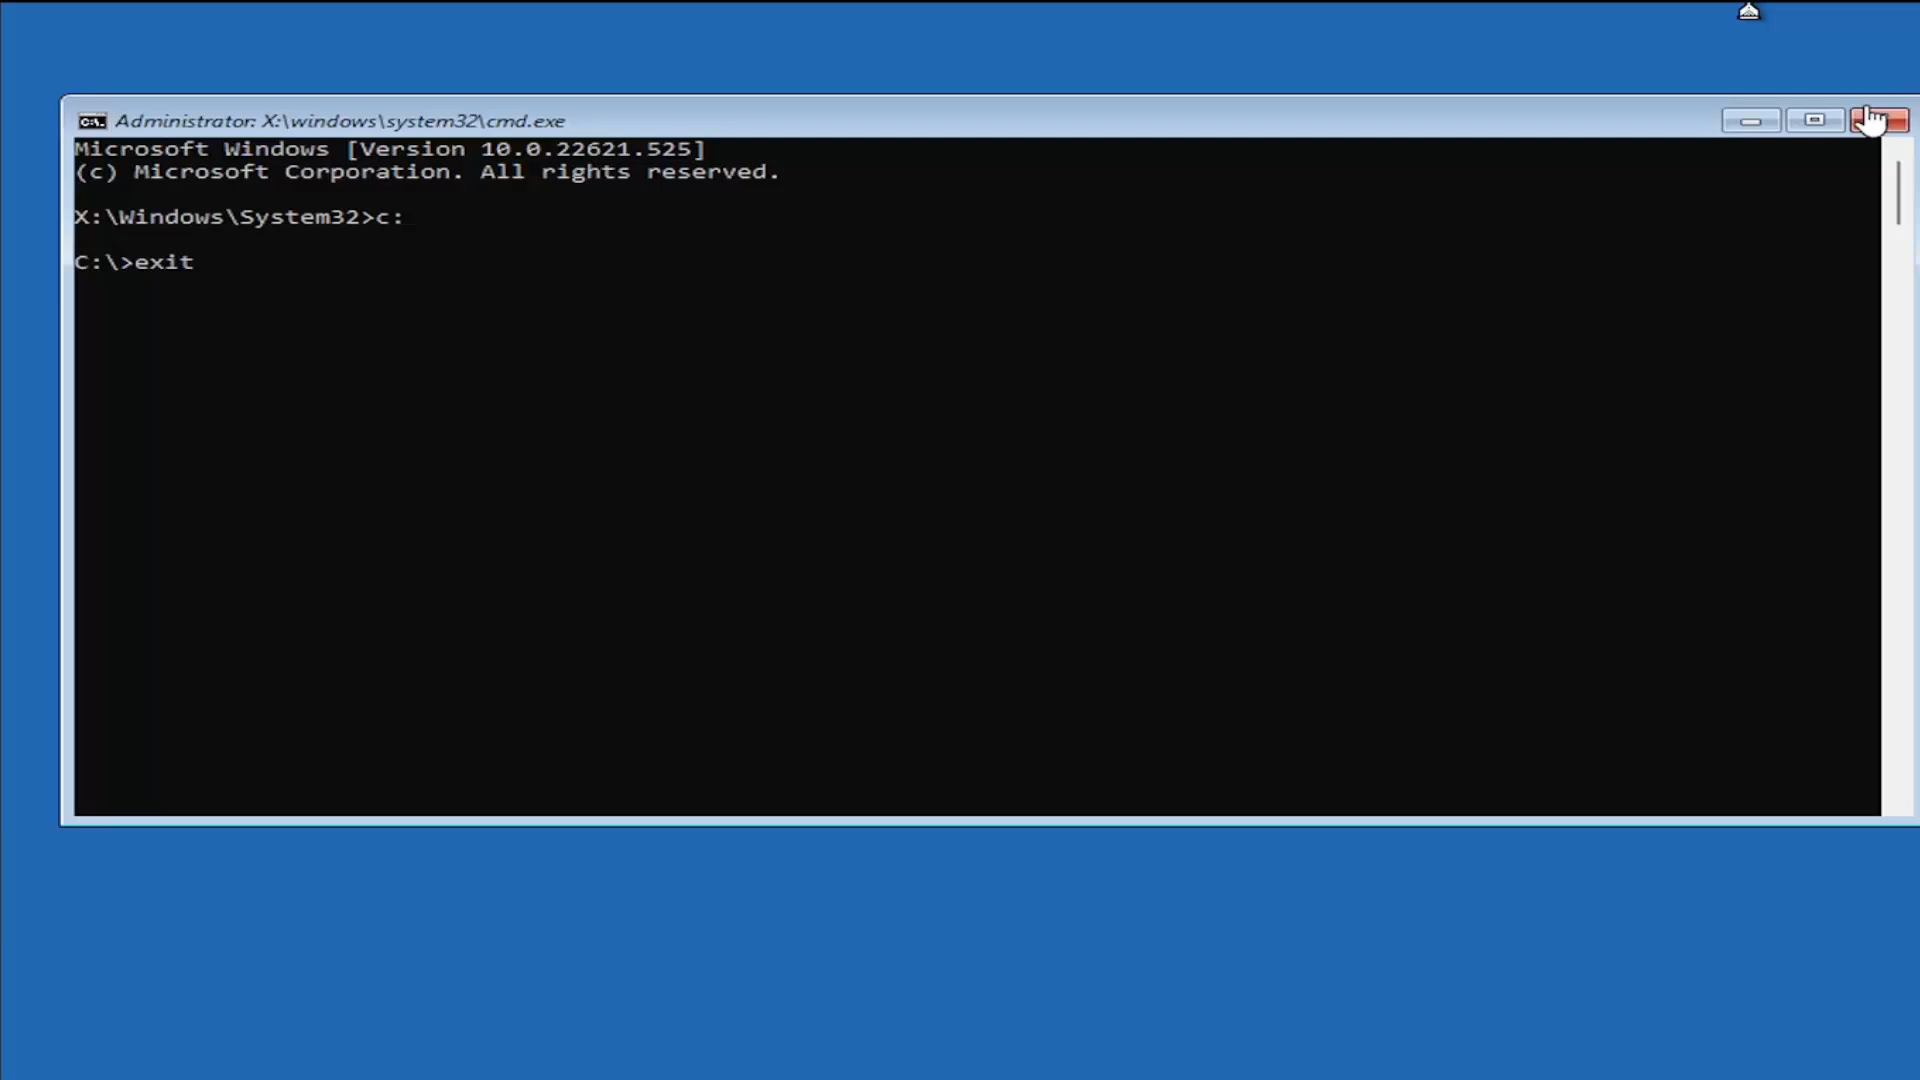 Administrator: X:\windows\system32\cmd.exe
Microsoft Windows [Version 10.0.22621.525]
(c) Microsoft Corporation. All rights reserved.
X:\Windows\System32>c:
C:\>exit